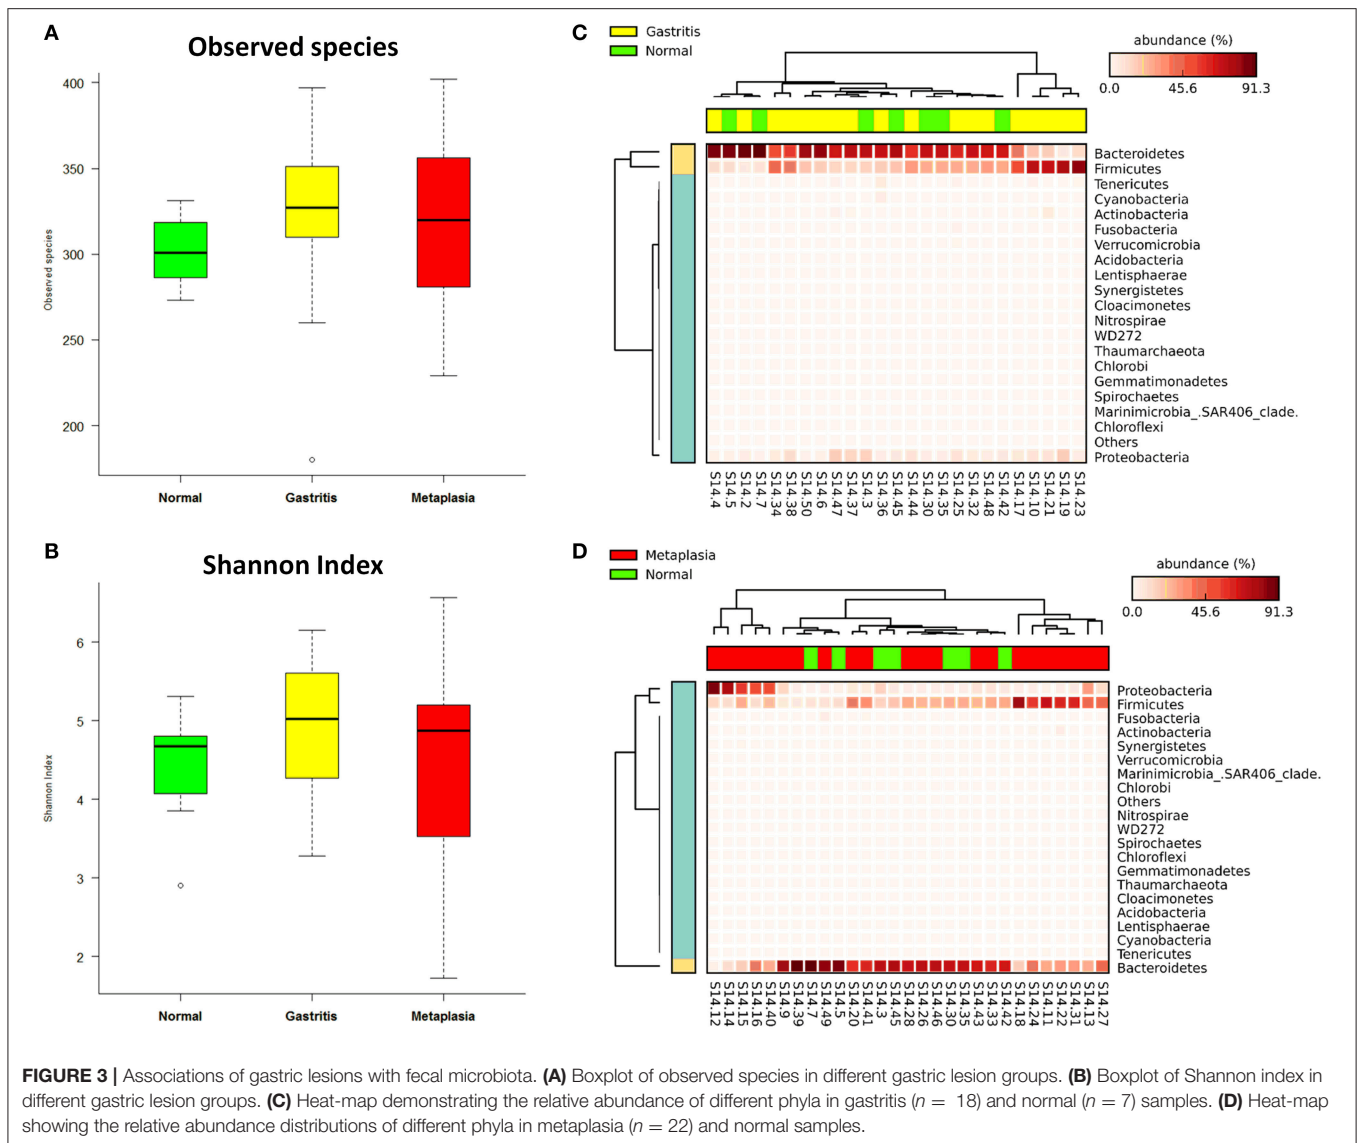 A
Observed species
400
350
300
250
200
Observed species
Normal Gastritis Metaplasia
B
Shannon Index
6
5
4
3
2
Shannon Index
Normal Gastritis Metaplasia
C
Gastritis
Normal
abundance (%)
0.0 45.6 91.3
Bacteroidetes
Firmicutes
Tenericutes
Cyanobacteria
Actinobacteria
Fusobacteria
Verrucomicrobia
Acidobacteria
Lentisphaerae
Synergistetes
Cloacimonetes
Nitrospirae
WD272
Thaumarchaeota
Chlorobi
Gemmatimonadetes
Spirochaetes
Marinimicrobia_.SAR406_clade.
Chloroflexi
Others
Proteobacteria
S14.4
S14.5
S14.2
S14.7
S14.34
S14.38
S14.50
S14.6
S14.47
S14.37
S14.3
S14.36
S14.45
S14.44
S14.30
S14.35
S14.25
S14.32
S14.48
S14.42
S14.17
S14.10
S14.21
S14.19
S14.23
D
Metaplasia
Normal
abundance (%)
0.0 45.6 91.3
Proteobacteria
Firmicutes
Fusobacteria
Actinobacteria
Synergistetes
Verrucomicrobia
Marinimicrobia_.SAR406_clade.
Chlorobi
Others
Nitrospirae
WD272
Spirochaetes
Chloroflexi
Gemmatimonadetes
Thaumarchaeota
Cloacimonetes
Acidobacteria
Lentisphaerae
Cyanobacteria
Tenericutes
Bacteroidetes
S14.12
S14.14
S14.15
S14.16
S14.40
S14.9
S14.39
S14.7
S14.49
S14.5
S14.20
S14.41
S14.3
S14.45
S14.28
S14.26
S14.46
S14.30
S14.35
S14.43
S14.33
S14.42
S14.18
S14.24
S14.11
S14.22
S14.31
S14.13
S14.27
FIGURE 3 | Associations of gastric lesions with fecal microbiota. (A) Boxplot of observed species in different gastric lesion groups. (B) Boxplot of Shannon index in
different gastric lesion groups. (C) Heat-map demonstrating the relative abundance of different phyla in gastritis (n = 18) and normal (n = 7) samples. (D) Heat-map
showing the relative abundance distributions of different phyla in metaplasia (n = 22) and normal samples.